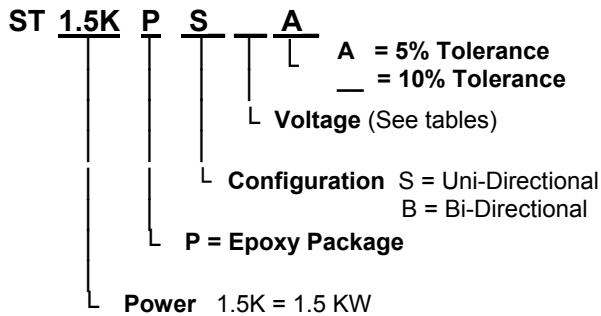 ST 1.5K P S __ A
A = 5% Tolerance
__ = 10% Tolerance
Voltage (See tables)
Configuration S = Uni-Directional
B = Bi-Directional
P = Epoxy Package
Power 1.5K = 1.5 KW